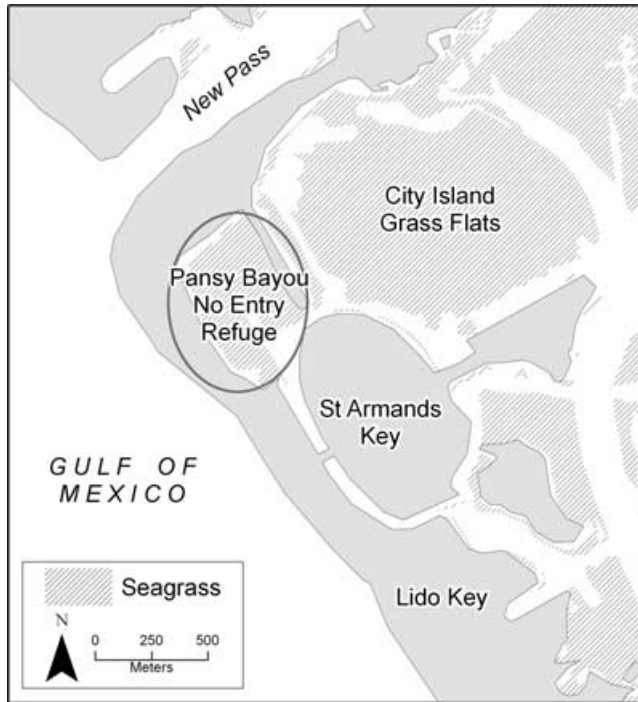 New Pass
City Island
Grass Flats
Pansy Bayou
No Entry
Refuge
St Armands
Key
GULF OF
MEXICO
Lido Key
Seagrass
N
0 250 500
Meters